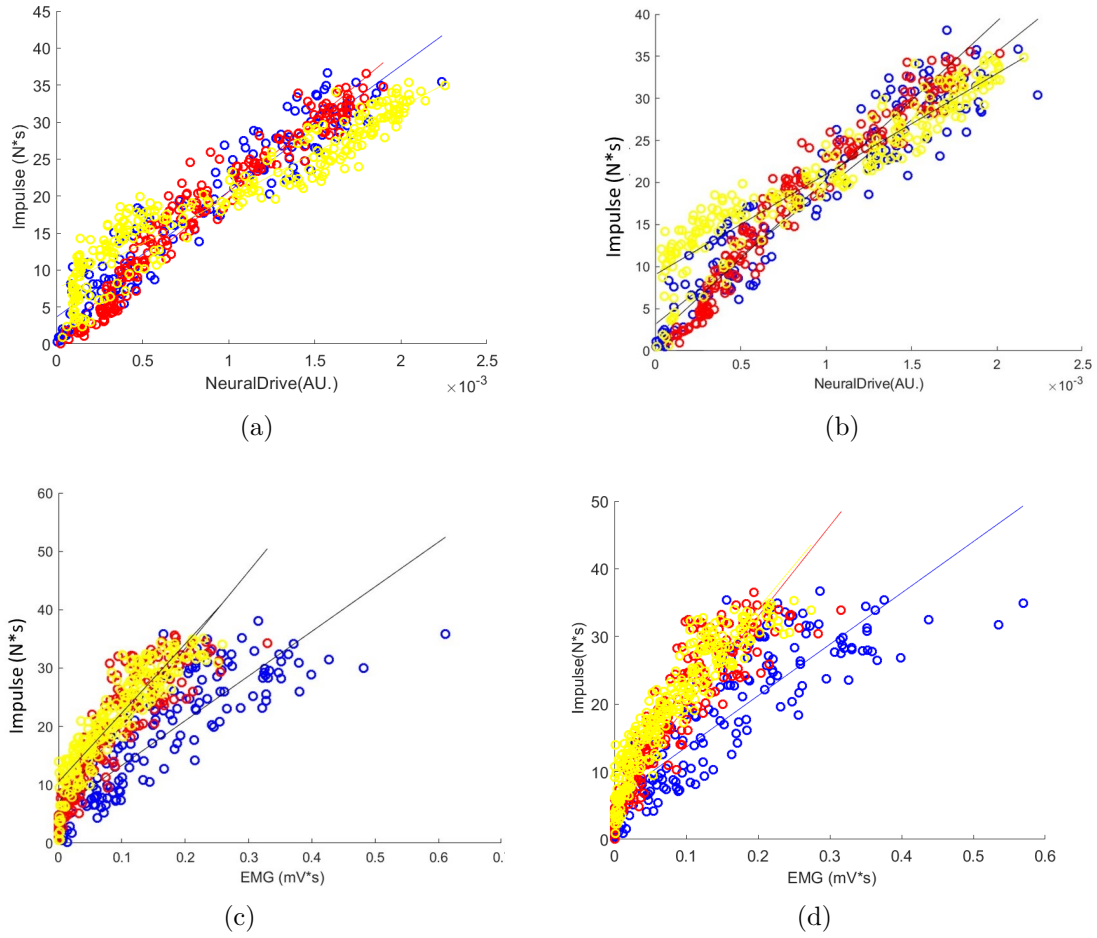 45
40
35
30
25
20
15
10
5
0
Impulse (N*s)
0 0.5 1 1.5 2 2.5
NeuralDrive(AU.) ×10⁻³
(a)
40
35
30
25
20
15
10
5
0
Impulse (N*s)
0 0.5 1 1.5 2 2.5
NeuralDrive(AU.) ×10⁻³
(b)
60
50
40
30
20
10
0
Impulse (N*s)
0 0.1 0.2 0.3 0.4 0.5 0.6
EMG (mV*s)
(c)
50
40
30
20
10
0
Impulse(N*s)
0 0.1 0.2 0.3 0.4 0.5 0.6
EMG (mV*s)
(d)